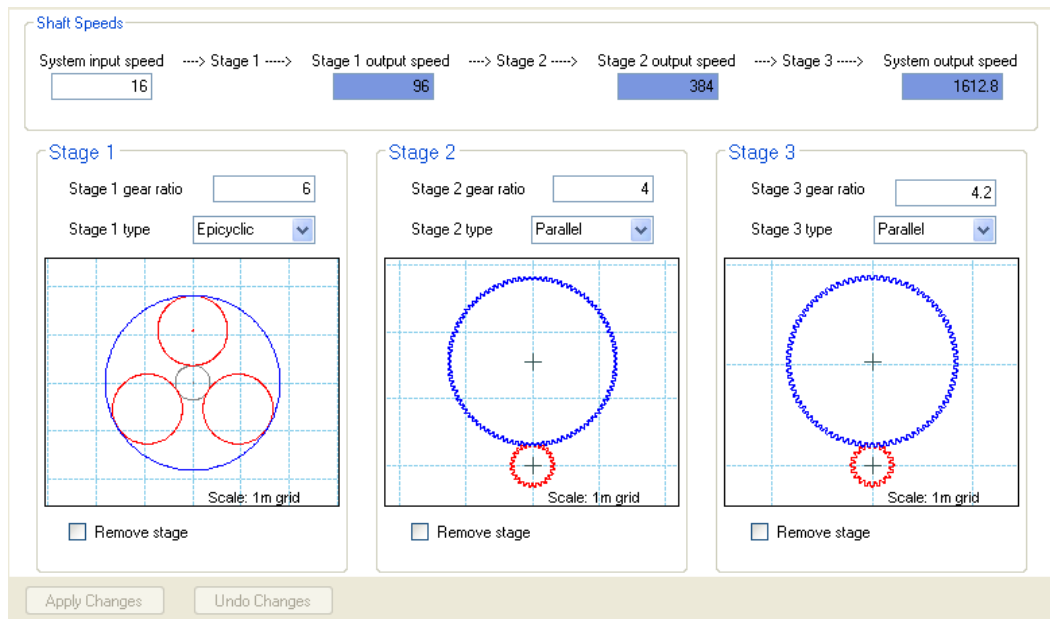 Shaft Speeds
System input speed ----> Stage 1 ----> Stage 1 output speed ----> Stage 2 ----> Stage 2 output speed ----> Stage 3 ----> System output speed
16 96 384 1612.8
Stage 1
Stage 1 gear ratio 6
Stage 1 type Epicyclic
Scale: 1m grid
Remove stage
Stage 2
Stage 2 gear ratio 4
Stage 2 type Parallel
Scale: 1m grid
Remove stage
Stage 3
Stage 3 gear ratio 4.2
Stage 3 type Parallel
Scale: 1m grid
Remove stage
Apply Changes Undo Changes